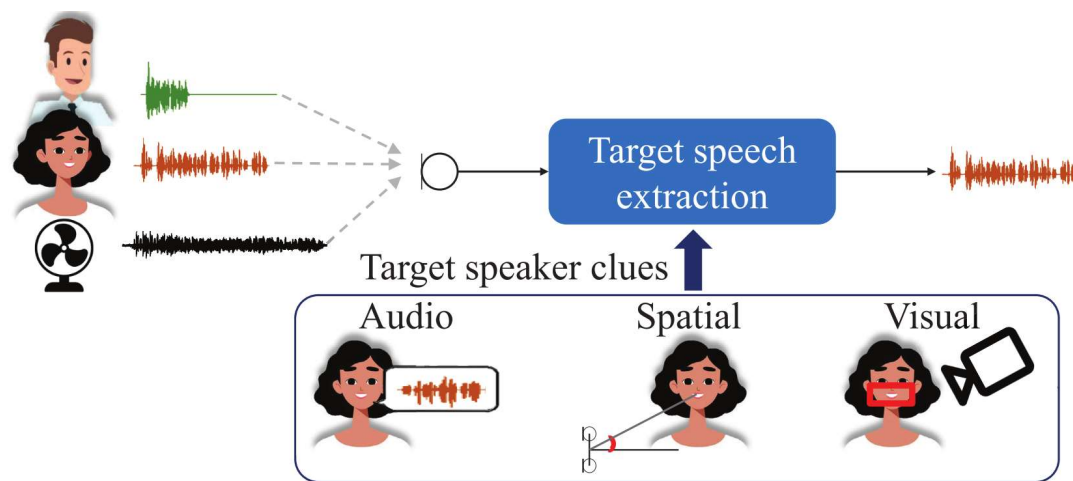 Target speech
extraction
Target speaker clues
Audio
Spatial
Visual